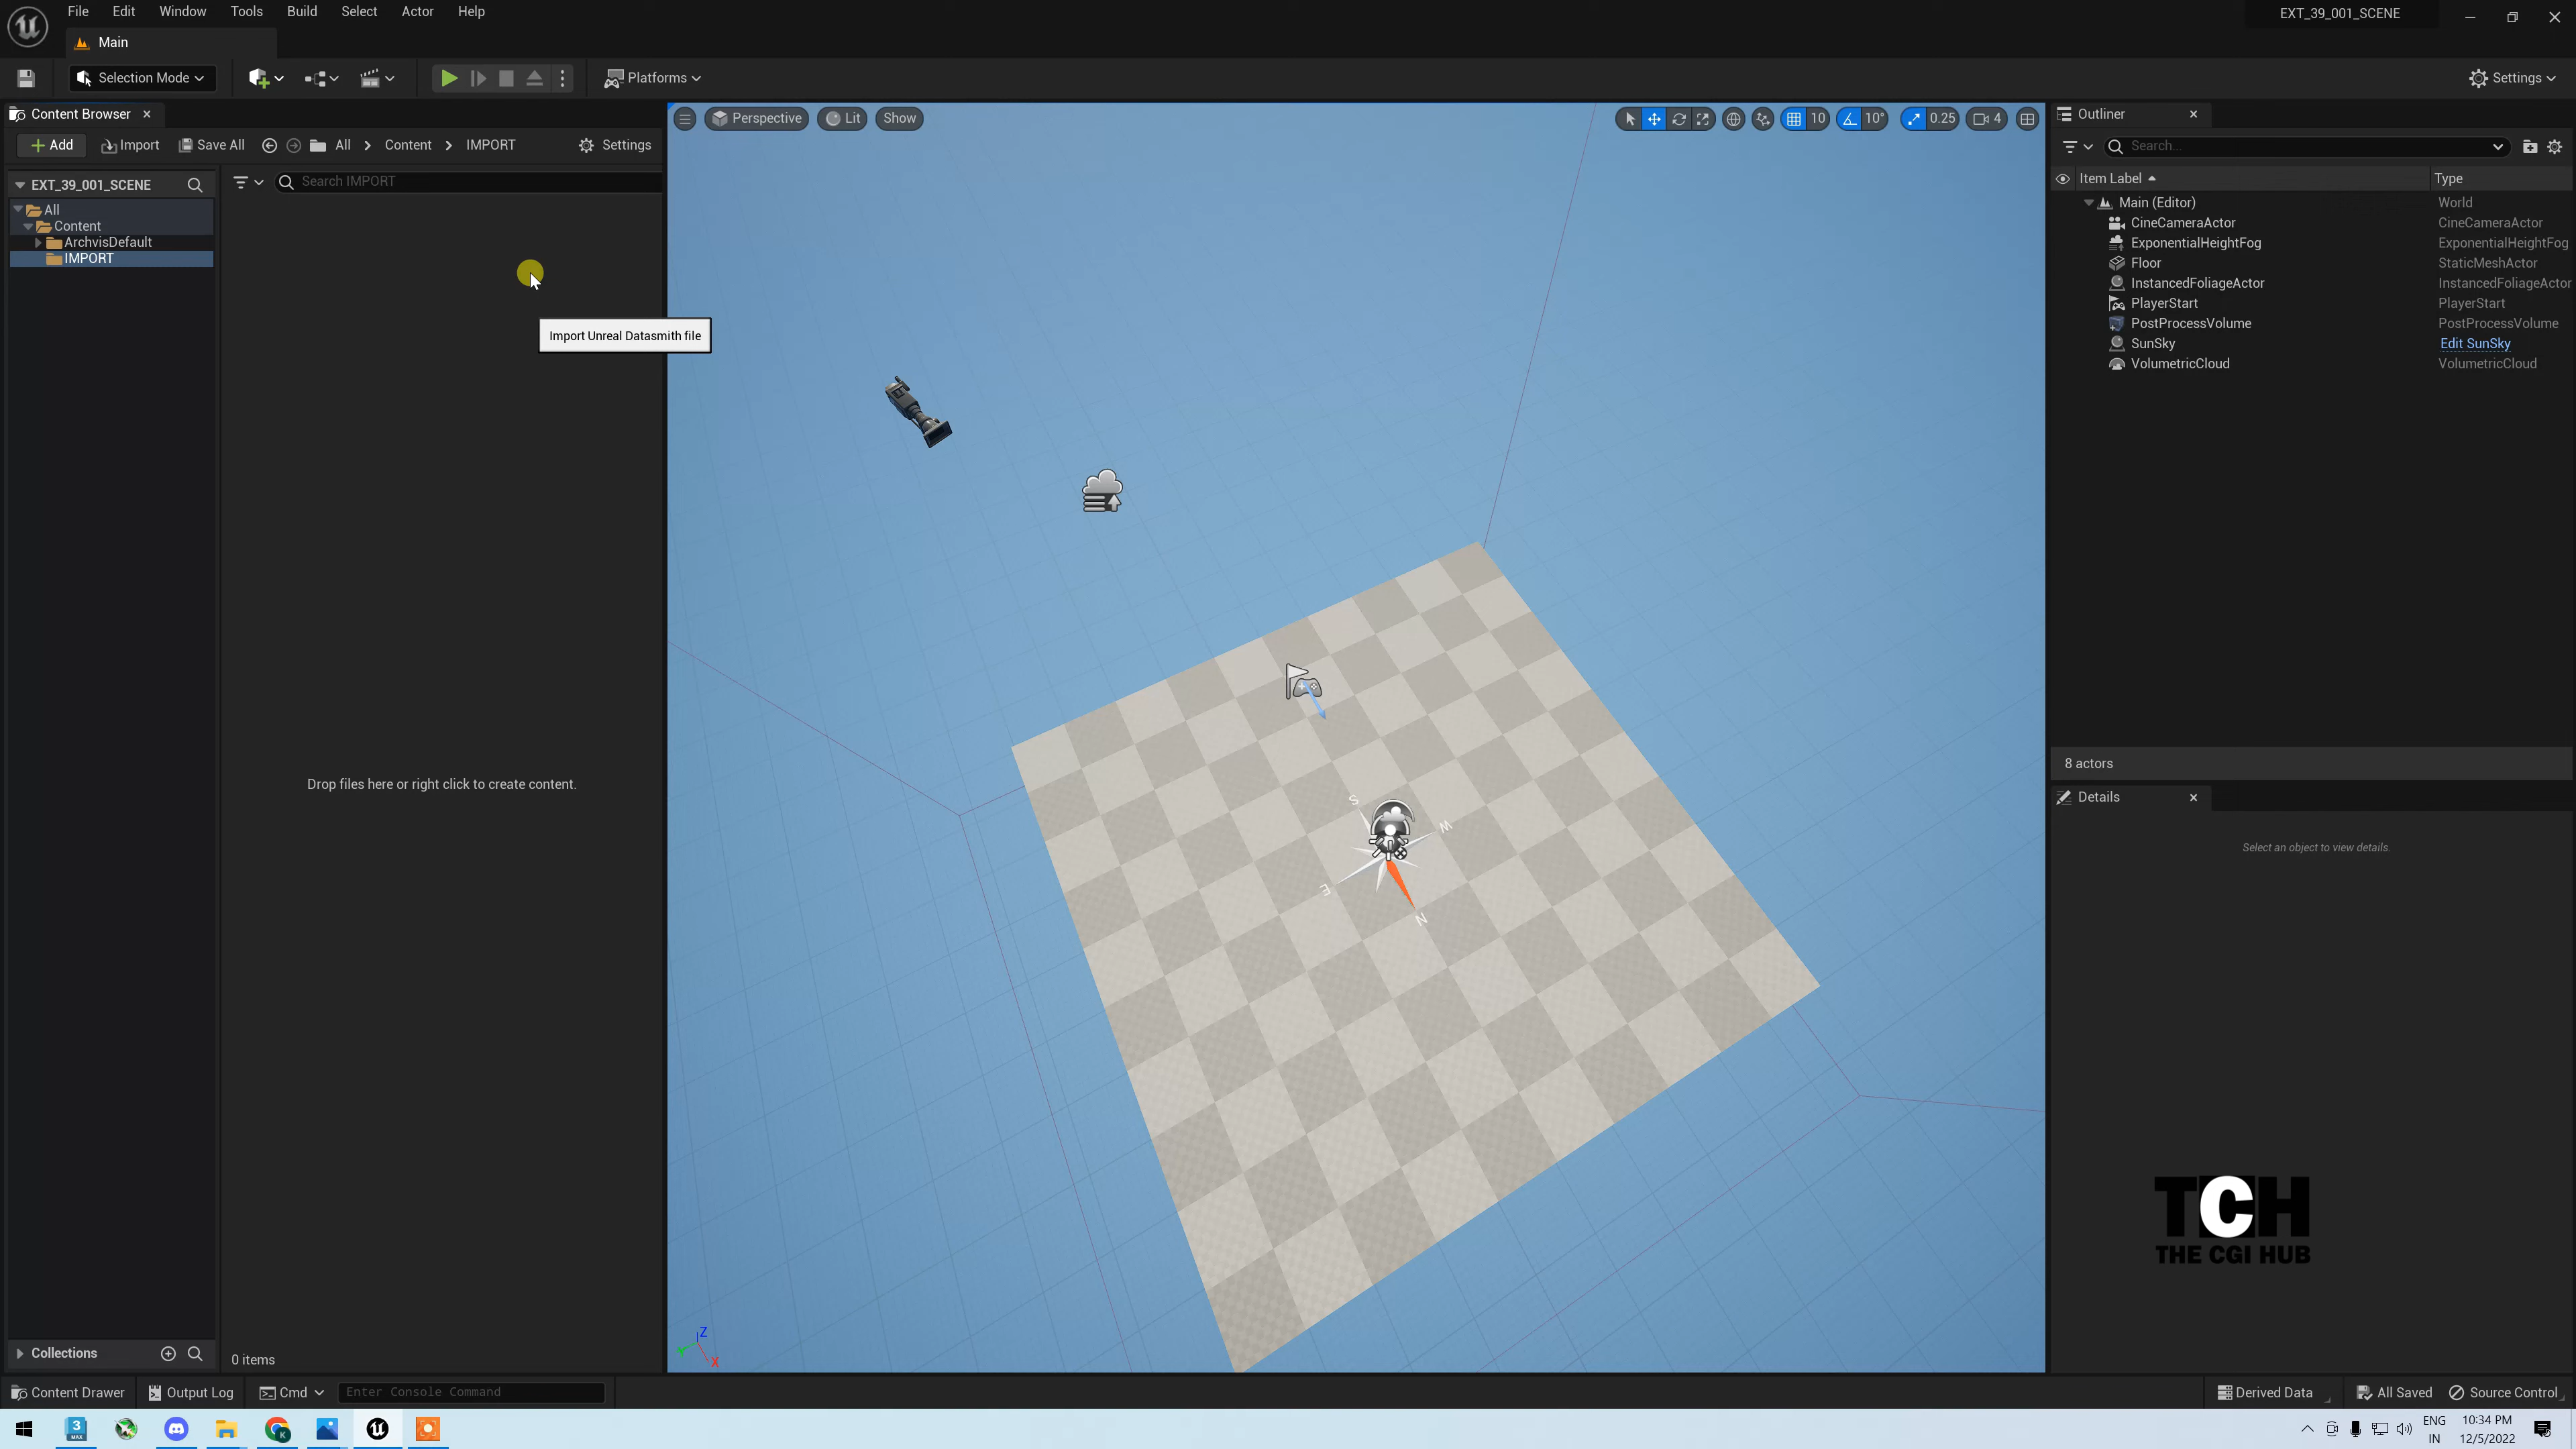 File Edit Window Tools Build Select Actor Help
EXT_39_001_SCENE
Main
Selection Mode
Platforms
Settings
Content Browser
Add Import Save All All Content IMPORT Settings
EXT_39_001_SCENE
Search IMPORT
All
Content
ArchvisDefault
IMPORT
Import Unreal Datasmith file
Drop files here or right click to create content.
Collections
0 items
Perspective Lit Show
10 10° 0.25 4
S
W
E
N
Z
X
Outliner
Search...
Item Label Type
Main (Editor) World
CineCameraActor CineCameraActor
ExponentialHeightFog ExponentialHeightFog
Floor StaticMeshActor
InstancedFoliageActor InstancedFoliageActor
PlayerStart PlayerStart
PostProcessVolume PostProcessVolume
SunSky Edit SunSky
VolumetricCloud VolumetricCloud
8 actors
Details
Select an object to view details.
TCH
THE CGI HUB
Content Drawer Output Log Cmd Enter Console Command
Derived Data All Saved Source Control
3
MAX
K
ENG
IN
10:34 PM
12/5/2022